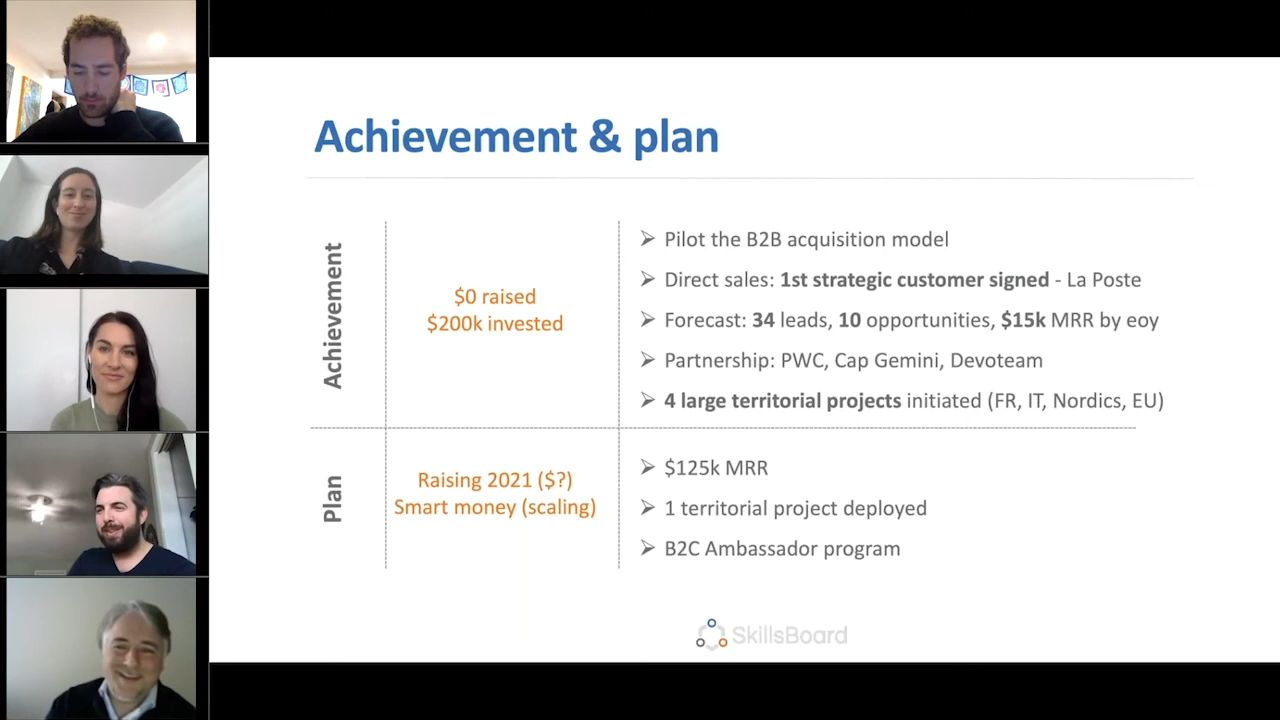 Achievement & plan
Achievement
$0 raised
$200k invested
➢ Pilot the B2B acquisition model
➢ Direct sales: 1st strategic customer signed - La Poste
➢ Forecast: 34 leads, 10 opportunities, $15k MRR by eoy
➢ Partnership: PWC, Cap Gemini, Devoteam
➢ 4 large territorial projects initiated (FR, IT, Nordics, EU)
Plan
Raising 2021 ($?)
Smart money (scaling)
➢ $125k MRR
➢ 1 territorial project deployed
➢ B2C Ambassador program
SkillsBoard